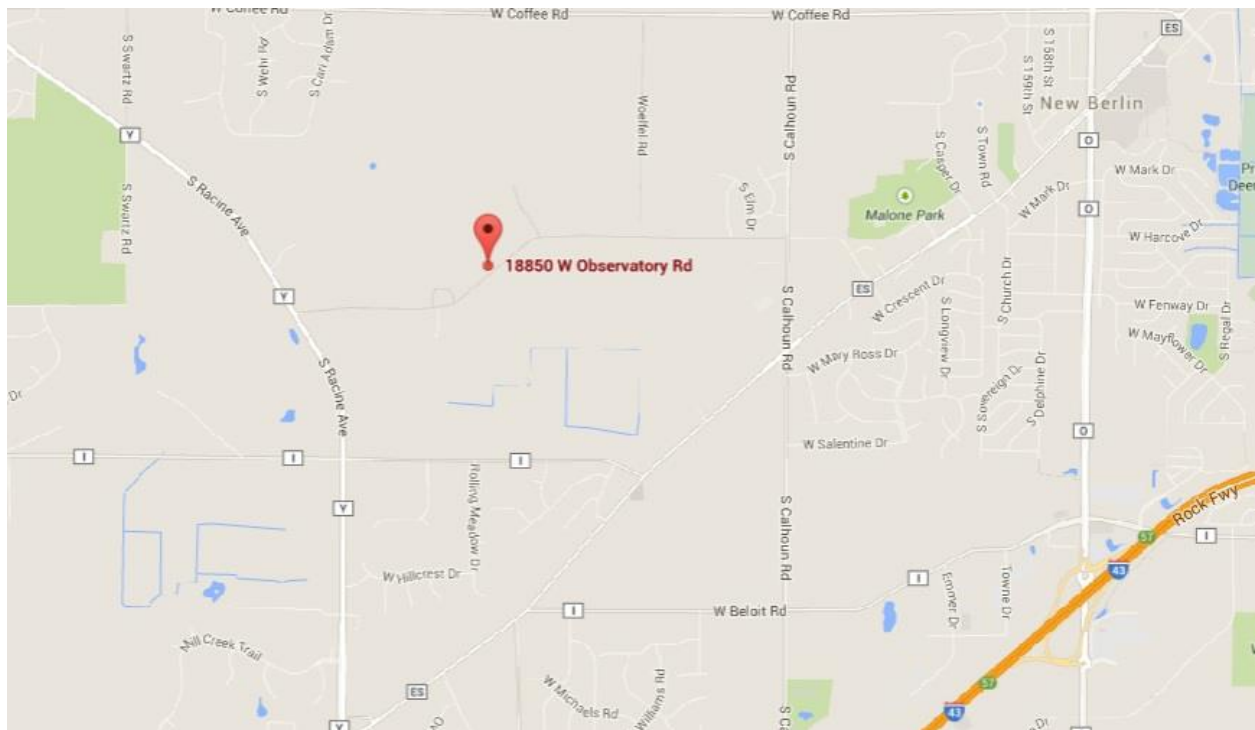 W Coffee Rd
W Coffee Rd
W Coffee Rd
S Swartz Rd
S Wehr Rd
S Cari Adam Dr
Woelfel Rd
S Calhoun Rd
S 159th St
S 158th St
ES
New Berlin
Y
O
S Racine Ave
S Swartz Rd
S Elm Dr
S Casper Dr
S Town Rd
W Mark Dr
W Mark Dr
Malone Park
O
W Harcove Dr
18850 W Observatory Rd
Y
ES
W Crescent Dr
S Calhoun Rd
S Longview Dr
S Church Dr
W Fenway Dr
W Mayflower Dr
S Regal Dr
S Racine Ave
W Mary Ross Dr
S Sovereign Dr
S Delphine Dr
Dr
O
W Salentine Dr
I
I
I
Rolling Meadow Dr
Y
S Calhoun Rd
Rock Fwy
57
I
43
W Hillcrest Dr
I
Emmer Dr
Towne Dr
I
W Beloit Rd
Mill Creek Trail
ES
W Michaels Rd
Williams Rd
57
43
Y
Dr